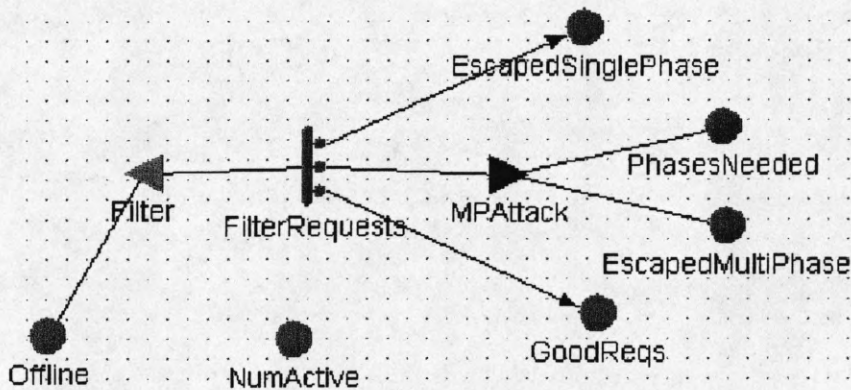 EscapedSinglePhase
PhasesNeeded
Filter
FilterRequests
MPAttack
EscapedMultiPhase
GoodReqs
Offline
NumActive